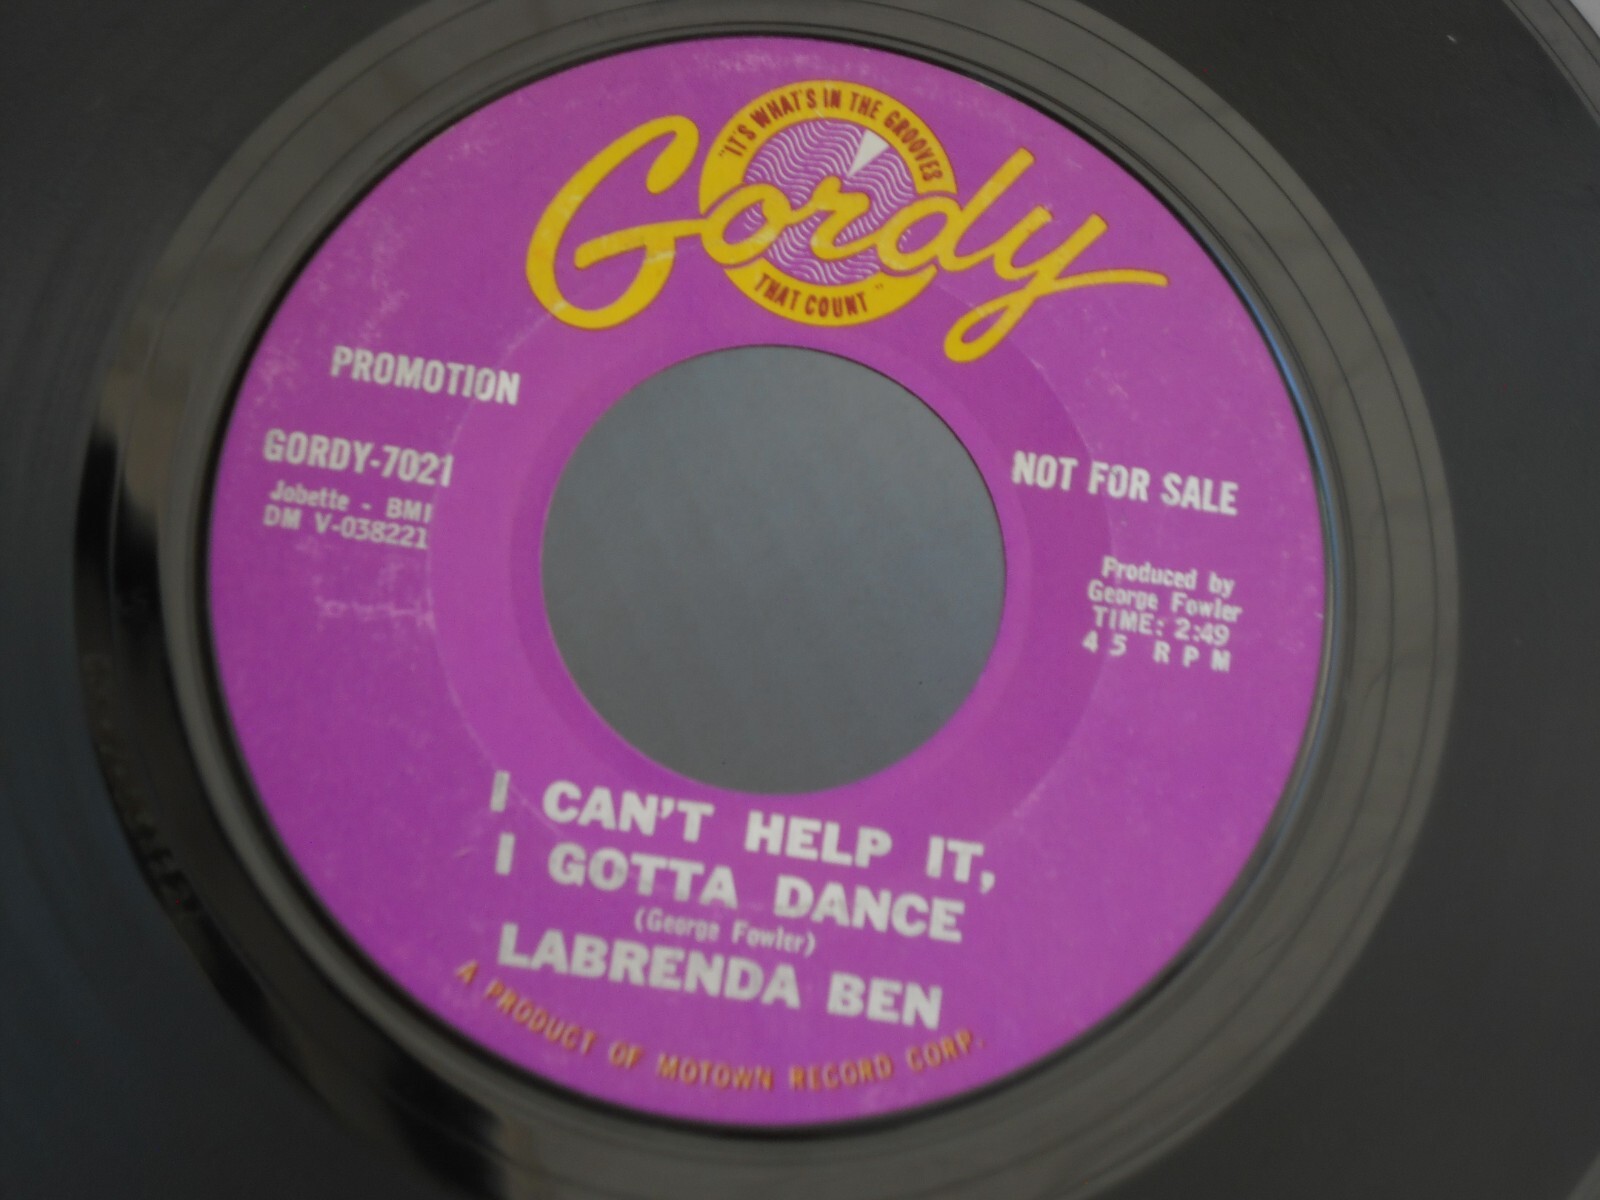 "IT'S WHAT'S IN THE GROOVES
Gordy
THAT COUNT"
PROMOTION
GORDY-7021
Jobette - BMI
DM V-038221
NOT FOR SALE
Produced by
George Fowler
TIME: 2:49
45 RPM
I CAN'T HELP IT,
I GOTTA DANCE
(George Fowler)
LABRENDA BEN
A PRODUCT OF MOTOWN RECORD CORP.